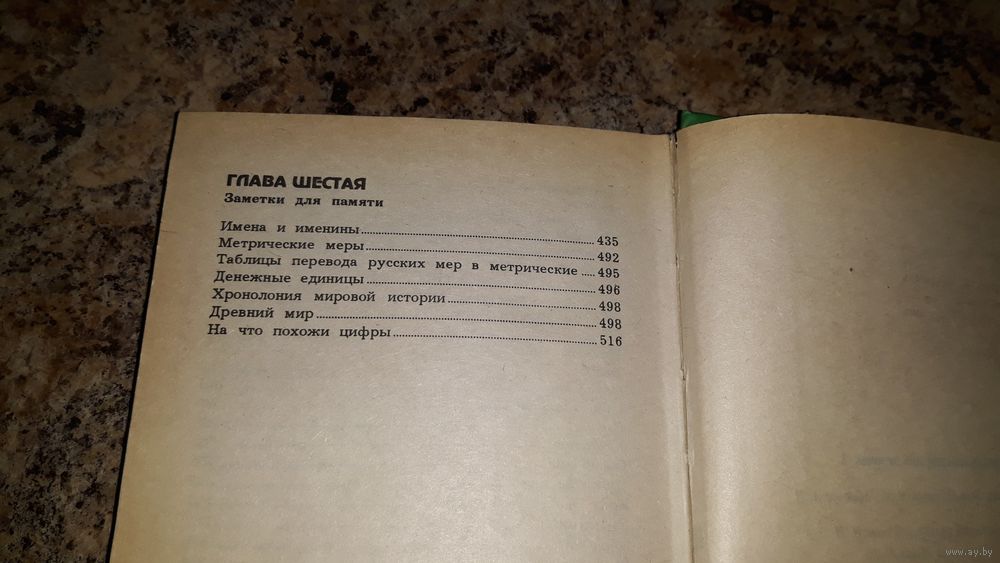 ГЛАВА ШЕСТАЯ
Заметки для памяти
Имена и именины.....435
Метрические меры.....492
Таблицы перевода русских мер в метрические.....495
Денежные единицы.....496
Хронолония мировой истории.....498
Древний мир.....498
На что похожи цифры.....516
www.ay.by